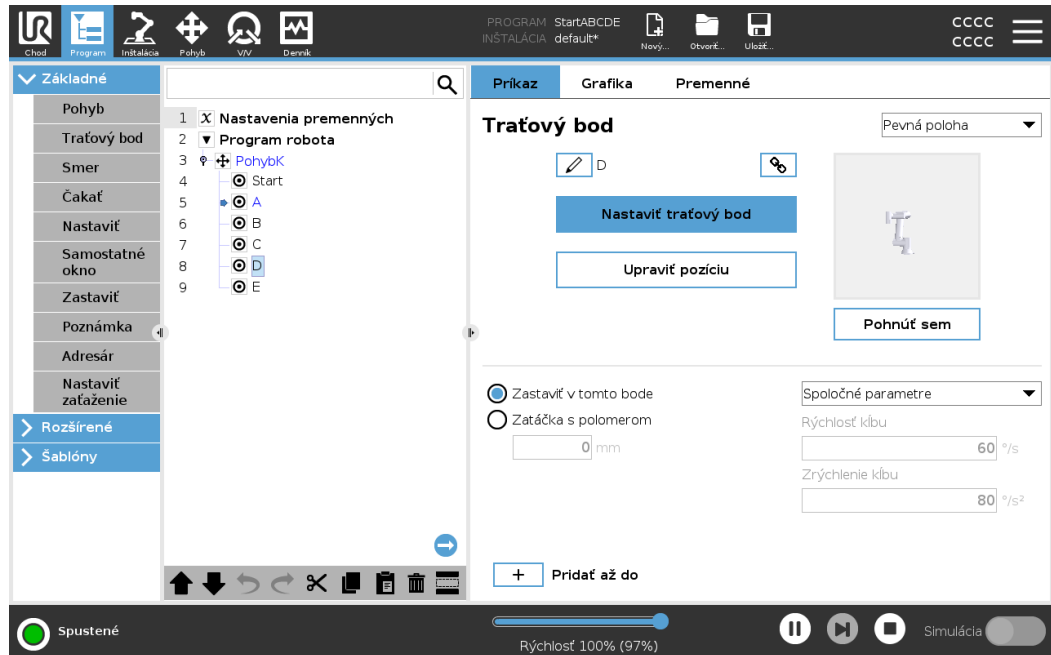 UR
PROGRAM StartABCDE
INŠTALÁCIA default*
Chod
Program
Inštalácia
Pohyb
V/V
Denník
Nový...
Otvoriť...
Uložiť...
CCCC
CCCC
Základné
Pohyb
Traťový bod
Smer
Čakať
Nastaviť
Samostatné
okno
Zastaviť
Poznámka
Adresár
Nastaviť
zaťaženie
Rozšírené
Šablóny
1 X Nastavenia premenných
2 Program robota
3 PohybK
4 Start
5 A
6 B
7 C
8 D
9 E
Príkaz Grafika Premenné
Traťový bod
Pevná poloha
D
Nastaviť traťový bod
Upraviť pozíciu
Pohnúť sem
Zastaviť v tomto bode
Zatáčka s polomerom
0 mm
Spoločné parametre
Rýchlosť kĺbu
60 °/s
Zrýchlenie kĺbu
80 °/s²
+ Pridať až do
Spustené
Rýchlosť 100% (97%)
Simulácia